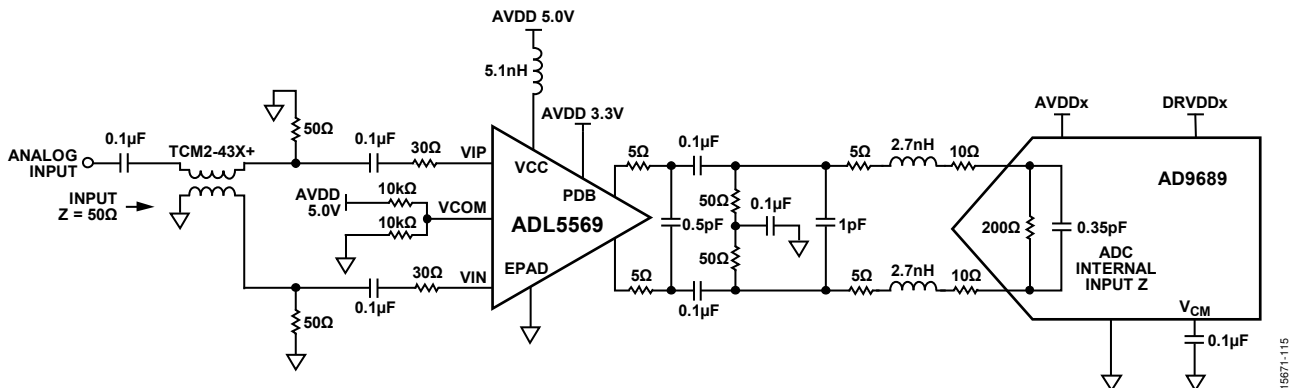 AVDD 5.0V
5.1nH
AVDD 3.3V
AVDDx
DRVDDx
0.1µF
TCM2-43X+
50Ω
0.1µF
30Ω
VIP
VCC
PDB
5Ω
0.1µF
5Ω
2.7nH
10Ω
AD9689
ANALOG
INPUT
INPUT
Z = 50Ω
AVDD
5.0V
10kΩ
10kΩ
VCOM
ADL5569
0.5pF
50Ω
0.1µF
50Ω
1pF
200Ω
0.35pF
ADC
INTERNAL
INPUT Z
EPAD
30Ω
VIN
0.1µF
50Ω
5Ω
0.1µF
5Ω
2.7nH
10Ω
VCM
0.1µF
15671-115